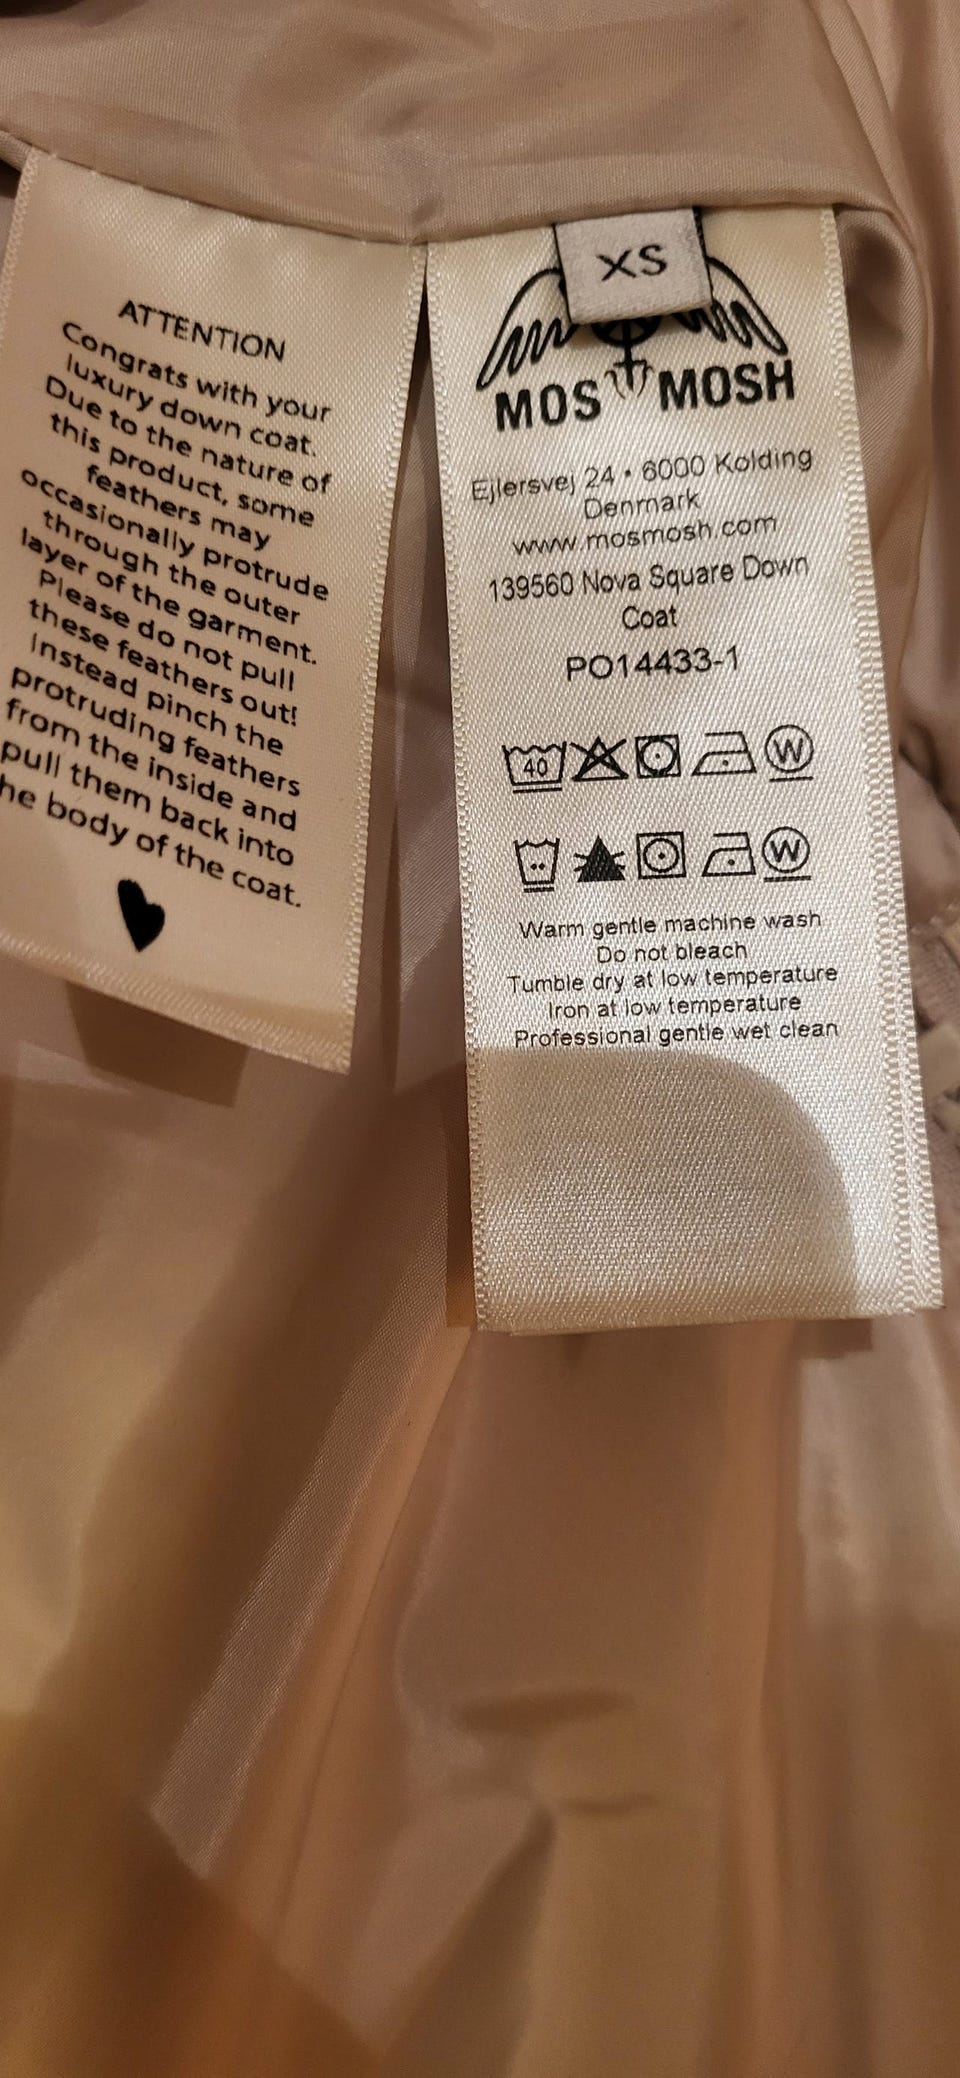 ATTENTION
Congrats with your
luxury down coat.
Due to the nature of
this product, some
feathers may
occasionally protrude
through the outer
layer of the garment.
Please do not pull
these feathers out!
Instead pinch the
protruding feathers
from the inside and
pull them back into
he body of the coat.
XS
MOS MOSH
Ejlersvej 24 • 6000 Kolding
Denmark
www.mosmosh.com
139560 Nova Square Down
Coat
PO14433-1
40 W
W
Warm gentle machine wash
Do not bleach
Tumble dry at low temperature
Iron at low temperature
Professional gentle wet clean